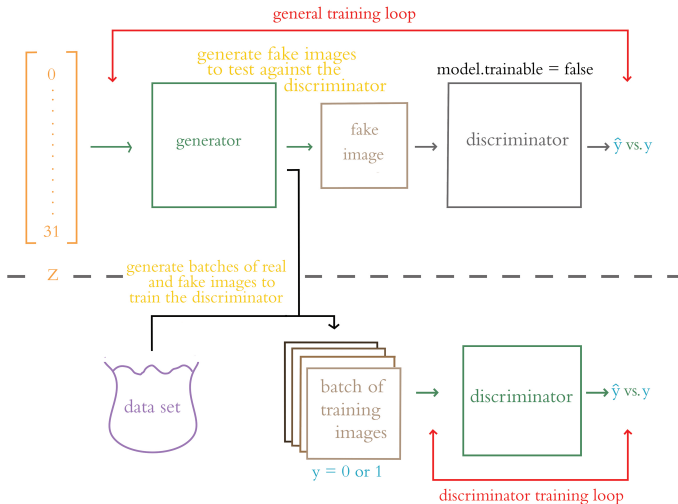 general training loop
generate fake images
to test against the
discriminator
model.trainable = false
0
generator
fake
image
discriminator
ŷ vs. y
31
Z
generate batches of real
and fake images to
train the discriminator
data set
batch of
training
images
discriminator
ŷ vs. y
y = 0 or 1
discriminator training loop